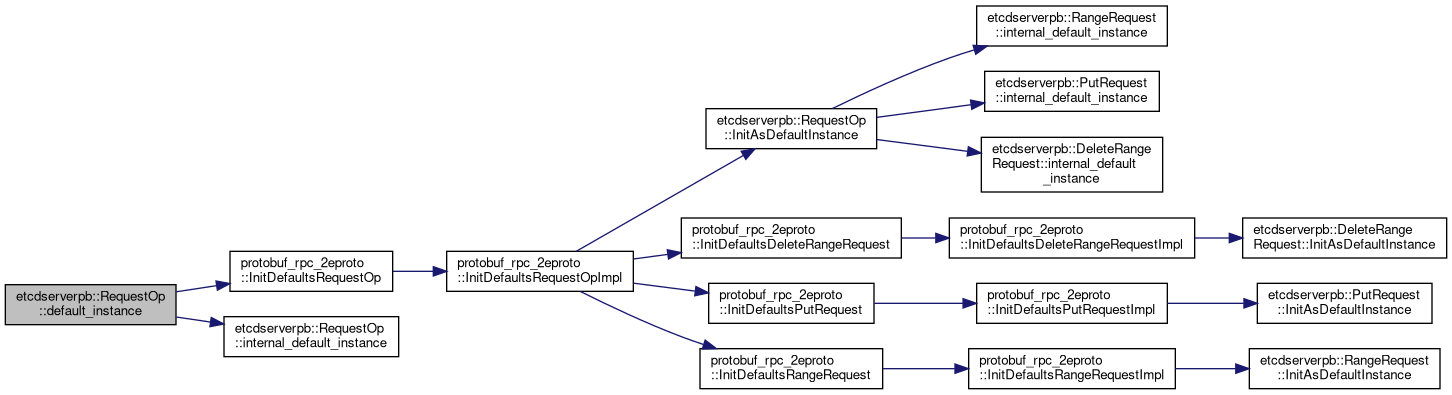 etcdserverpb::RequestOp
::default_instance
protobuf_rpc_2eproto
::InitDefaultsRequestOp
etcdserverpb::RequestOp
::internal_default_instance
protobuf_rpc_2eproto
::InitDefaultsRequestOpImpl
etcdserverpb::RequestOp
::InitAsDefaultInstance
etcdserverpb::RangeRequest
::internal_default_instance
etcdserverpb::PutRequest
::internal_default_instance
etcdserverpb::DeleteRange
Request::internal_default
_instance
protobuf_rpc_2eproto
::InitDefaultsDeleteRangeRequest
protobuf_rpc_2eproto
::InitDefaultsDeleteRangeRequestImpl
etcdserverpb::DeleteRange
Request::InitAsDefaultInstance
protobuf_rpc_2eproto
::InitDefaultsPutRequest
protobuf_rpc_2eproto
::InitDefaultsPutRequestImpl
etcdserverpb::PutRequest
::InitAsDefaultInstance
protobuf_rpc_2eproto
::InitDefaultsRangeRequest
protobuf_rpc_2eproto
::InitDefaultsRangeRequestImpl
etcdserverpb::RangeRequest
::InitAsDefaultInstance